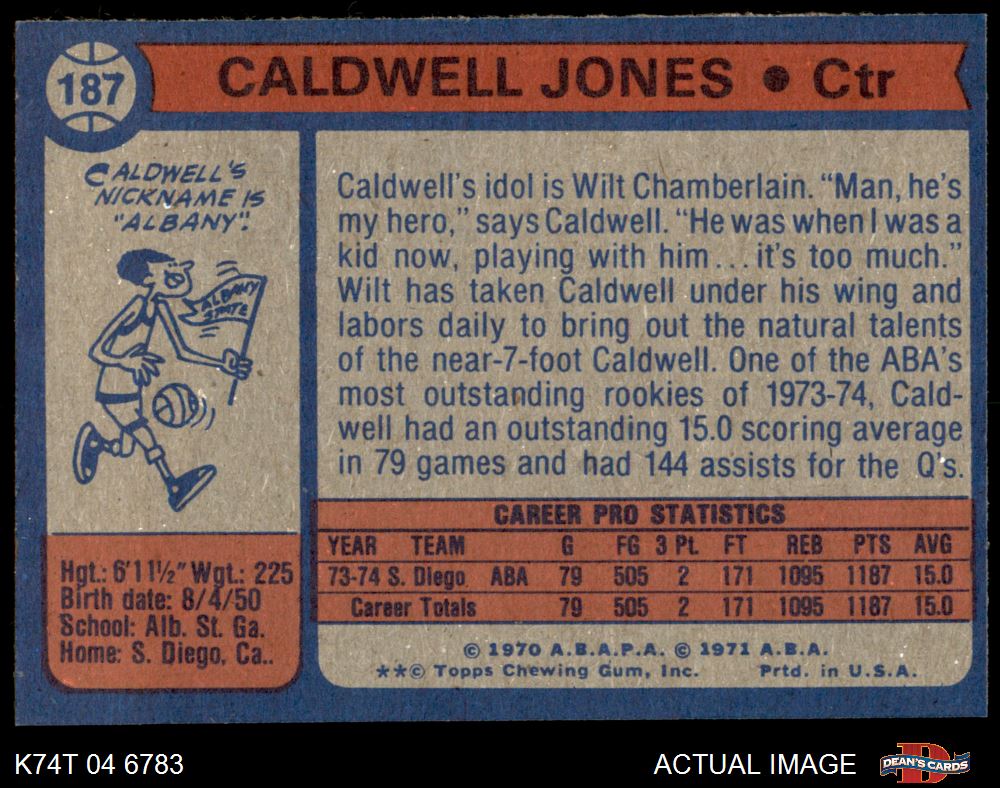 187
CALDWELL JONES • Ctr
CALDWELL'S
NICKNAME IS
"ALBANY".
ALBANY
STATE
Caldwell's idol is Wilt Chamberlain. "Man, he's
my hero," says Caldwell. "He was when I was a
kid now, playing with him...it's too much."
Wilt has taken Caldwell under his wing and
labors daily to bring out the natural talents
of the near-7-foot Caldwell. One of the ABA's
most outstanding rookies of 1973-74, Cald-
well had an outstanding 15.0 scoring average
in 79 games and had 144 assists for the Q's.
Hgt.: 6'11½" Wgt.: 225
Birth date: 8/4/50
School: Alb. St. Ga.
Home: S. Diego, Ca..
CAREER PRO STATISTICS
YEAR TEAM G FG 3 Pt. FT REB PTS AVG
73-74 S. Diego ABA 79 505 2 171 1095 1187 15.0
Career Totals 79 505 2 171 1095 1187 15.0
© 1970 A.B.A.P.A. © 1971 A.B.A.
**© Topps Chewing Gum, Inc. Prtd. in U.S.A.
K74T 04 6783
ACTUAL IMAGE
D
DEAN'S CARDS